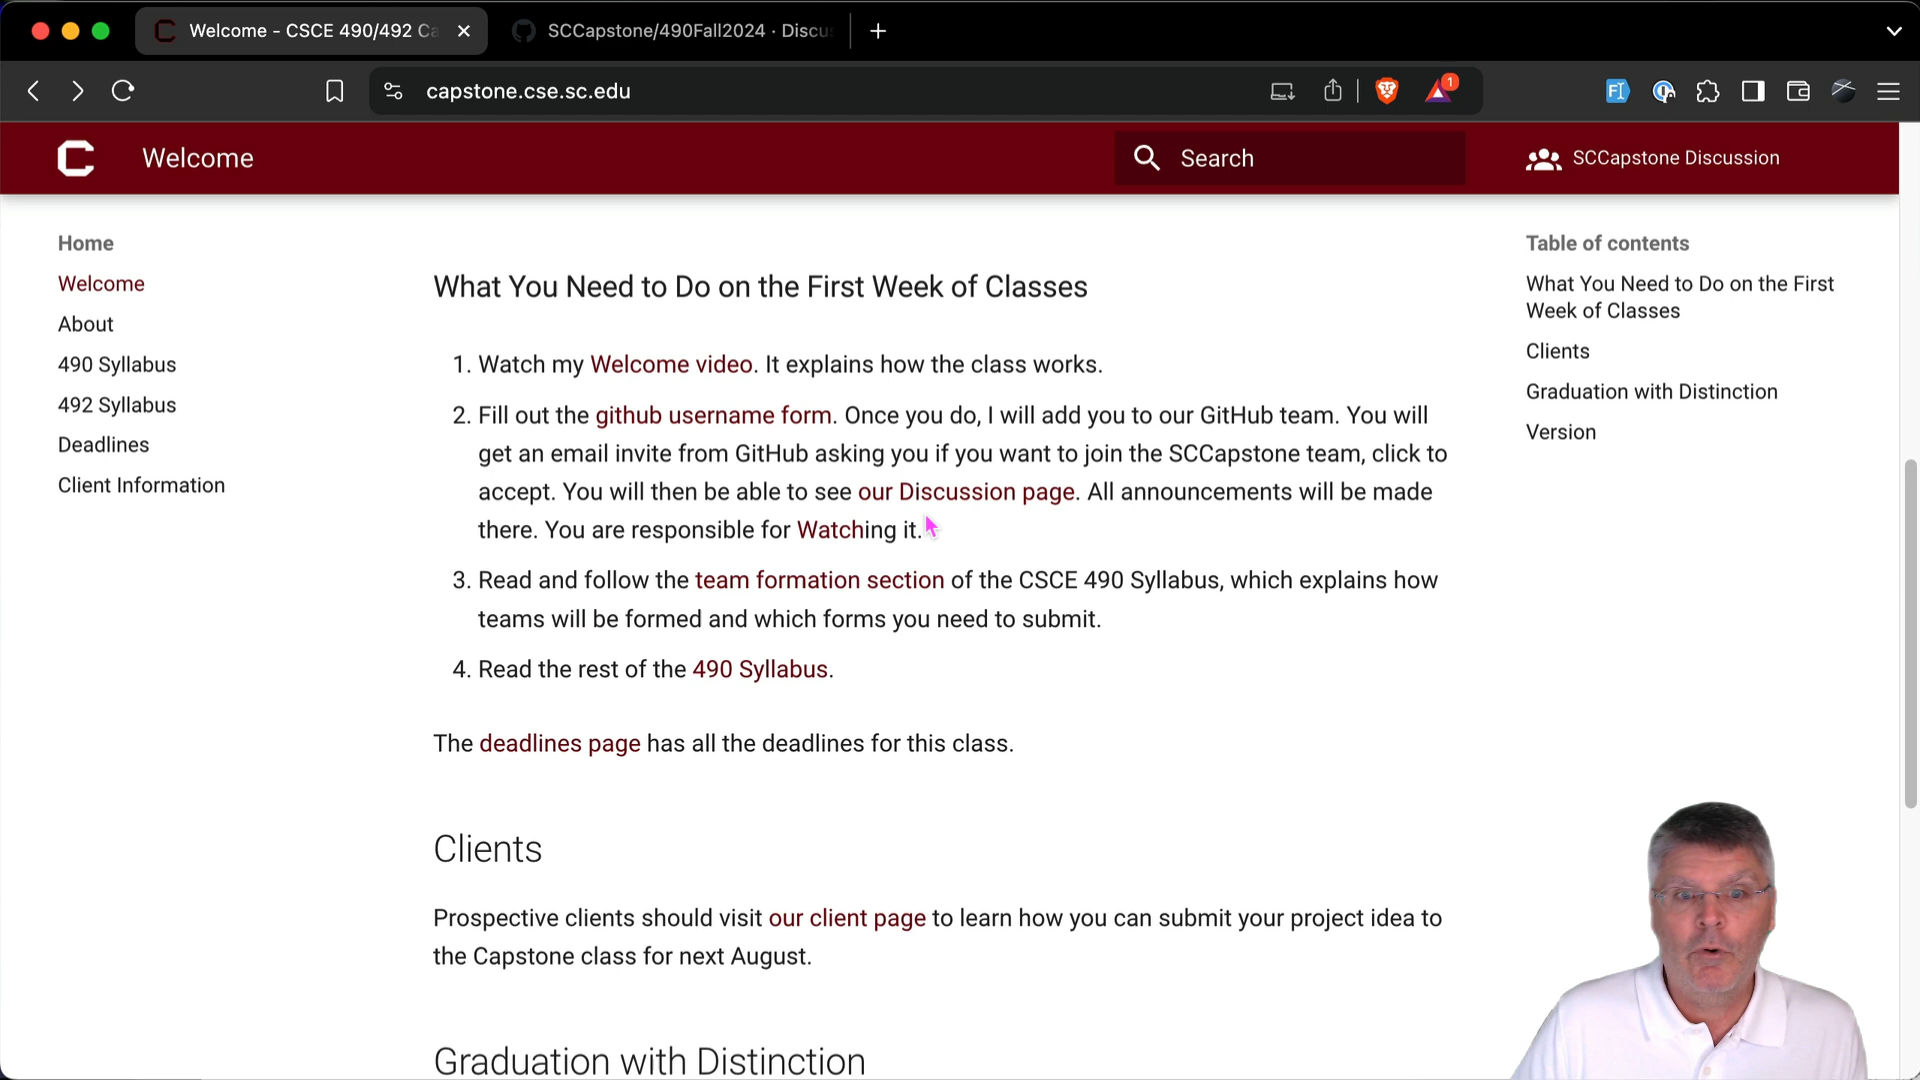 Welcome - CSCE 490/492 Ca
SCCapstone/490Fall2024 · Discu
capstone.cse.sc.edu
1
Welcome
Search
SCCapstone Discussion
Home
Welcome
About
490 Syllabus
492 Syllabus
Deadlines
Client Information
What You Need to Do on the First Week of Classes
1. Watch my Welcome video. It explains how the class works.
2. Fill out the github username form. Once you do, I will add you to our GitHub team. You will
get an email invite from GitHub asking you if you want to join the SCCapstone team, click to
accept. You will then be able to see our Discussion page. All announcements will be made
there. You are responsible for Watching it.
3. Read and follow the team formation section of the CSCE 490 Syllabus, which explains how
teams will be formed and which forms you need to submit.
4. Read the rest of the 490 Syllabus.
The deadlines page has all the deadlines for this class.
Clients
Prospective clients should visit our client page to learn how you can submit your project idea to
the Capstone class for next August.
Graduation with Distinction
Table of contents
What You Need to Do on the First
Week of Classes
Clients
Graduation with Distinction
Version